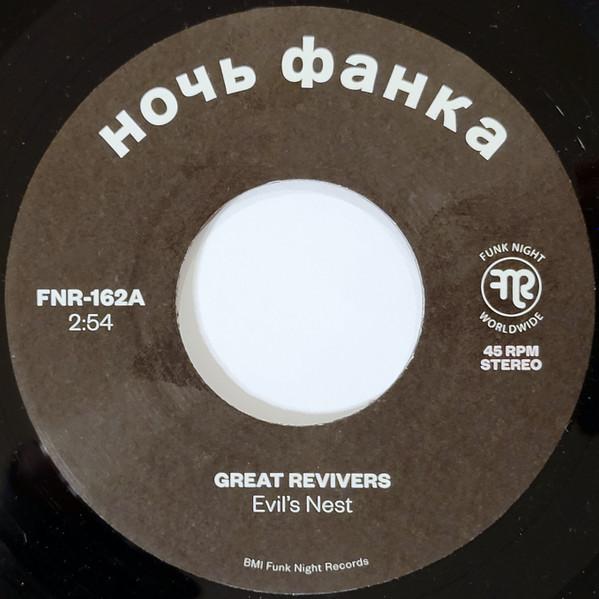 ночь фанка
FNR-162A
2:54
FUNK NIGHT
FNR
WORLDWIDE
45 RPM
STEREO
GREAT REVIVERS
Evil's Nest
BMI Funk Night Records